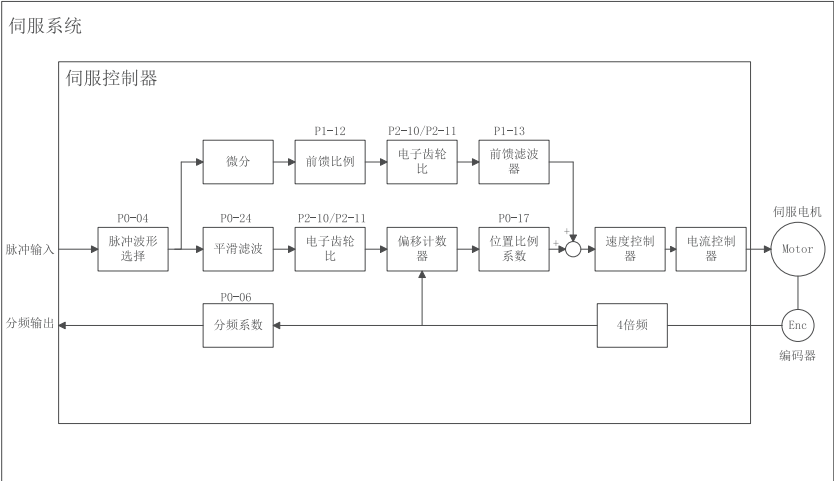 伺服系统
伺服控制器
P1-12
P2-10/P2-11
P1-13
微分
前馈比例
电子齿轮
比
前馈滤波
器
P0-04
P0-24
P2-10/P2-11
P0-17
伺服电机
脉冲输入
脉冲波形
选择
平滑滤波
电子齿轮
比
偏移计数
器
位置比例
系数
+
+
速度控制
器
电流控制
器
Motor
P0-06
分频输出
分频系数
4倍频
Enc
编码器